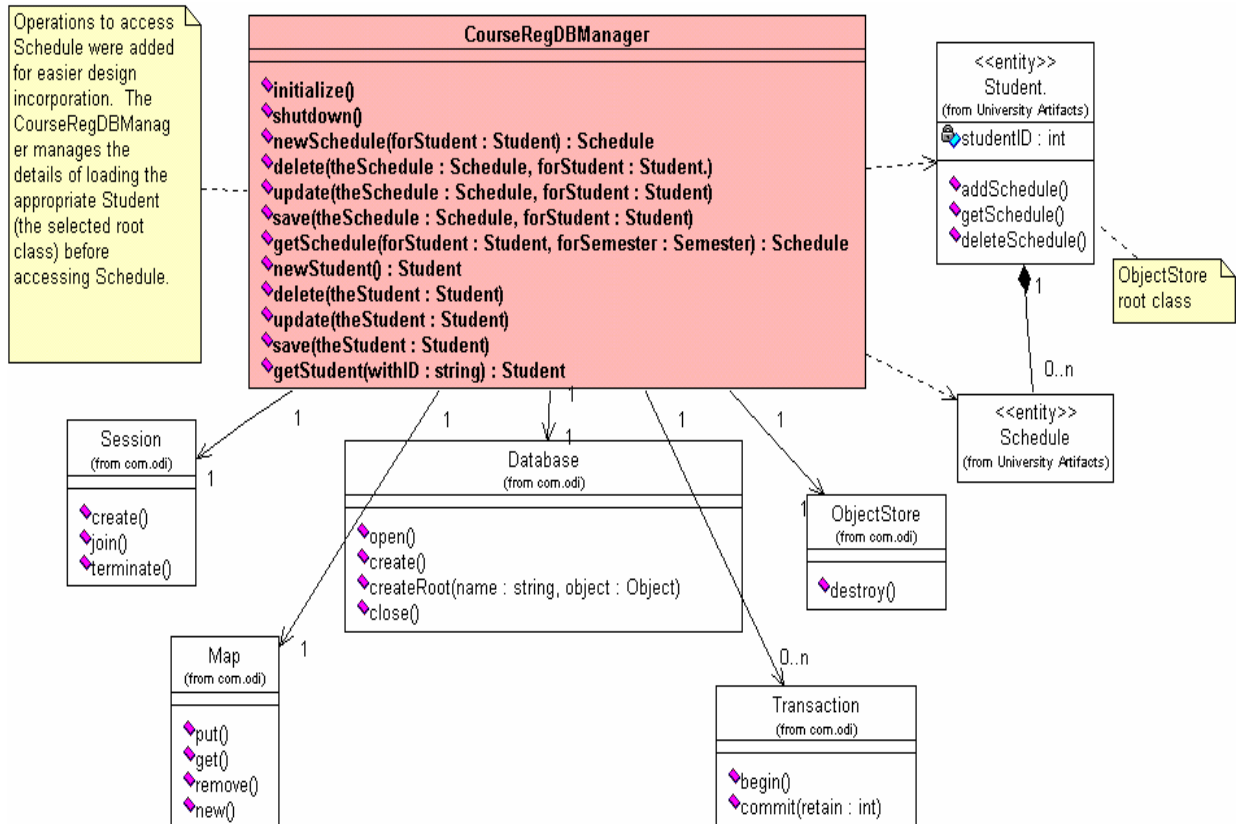 Operations to access
Schedule were added
for easier design
incorporation. The
CourseRegDBManag
er manages the
details of loading the
appropriate Student
(the selected root
class) before
accessing Schedule.
CourseRegDBManager
initialize()
shutdown()
newSchedule(forStudent : Student) : Schedule
delete(theSchedule : Schedule, forStudent : Student.)
update(theSchedule : Schedule, forStudent : Student)
save(theSchedule : Schedule, forStudent : Student)
getSchedule(forStudent : Student, forSemester : Semester) : Schedule
newStudent() : Student
delete(theStudent : Student)
update(theStudent : Student)
save(theStudent : Student)
getStudent(withID : string) : Student
<<entity>>
Student.
(from University Artifacts)
studentID : int
addSchedule()
getSchedule()
deleteSchedule()
ObjectStore
root class
1
0..n
<<entity>>
Schedule
(from University Artifacts)
1
1
1
1
1
Session
(from com.odi)
create()
join()
terminate()
1
Database
(from com.odi)
open()
create()
createRoot(name : string, object : Object)
close()
1
ObjectStore
(from com.odi)
destroy()
1
Map
(from com.odi)
put()
get()
remove()
new()
1
0..n
Transaction
(from com.odi)
begin()
commit(retain : int)